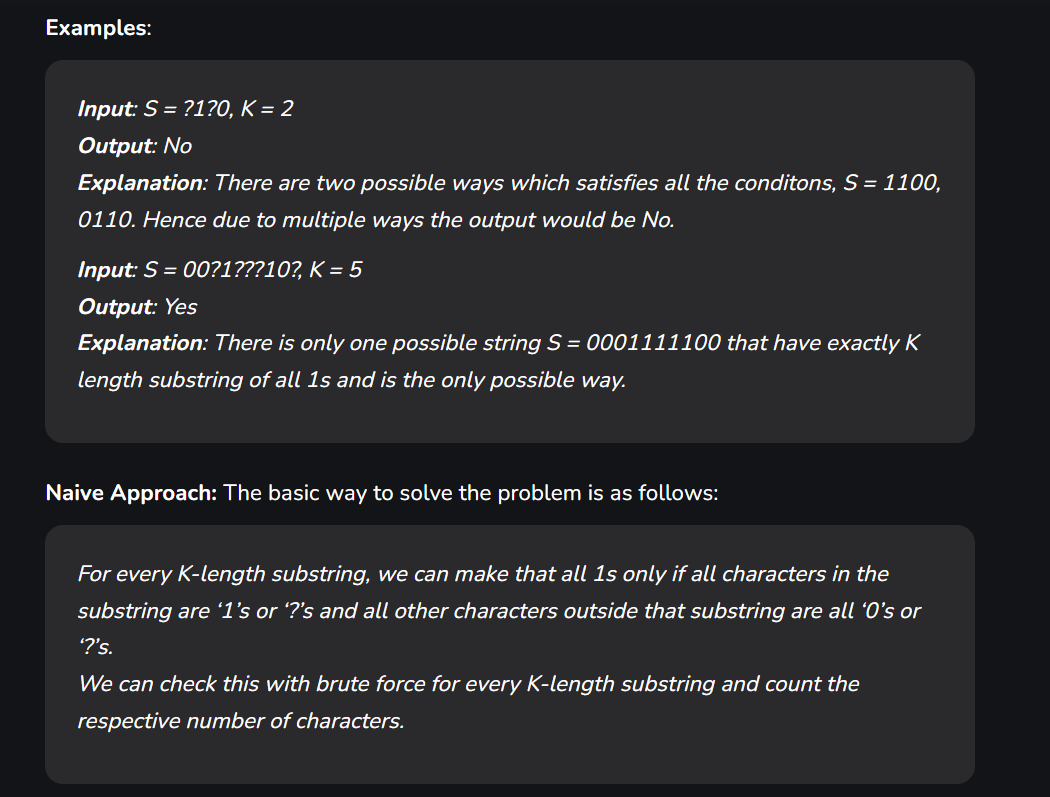 Examples:
Input: S = ?1?0, K = 2
Output: No
Explanation: There are two possible ways which satisfies all the conditons, S = 1100,
0110. Hence due to multiple ways the output would be No.
Input: S = 00?1???10?, K = 5
Output: Yes
Explanation: There is only one possible string S = 0001111100 that have exactly K
length substring of all 1s and is the only possible way.
Naive Approach: The basic way to solve the problem is as follows:
For every K-length substring, we can make that all 1s only if all characters in the
substring are ‘1’s or ‘?’s and all other characters outside that substring are all ‘0’s or
‘?’s.
We can check this with brute force for every K-length substring and count the
respective number of characters.